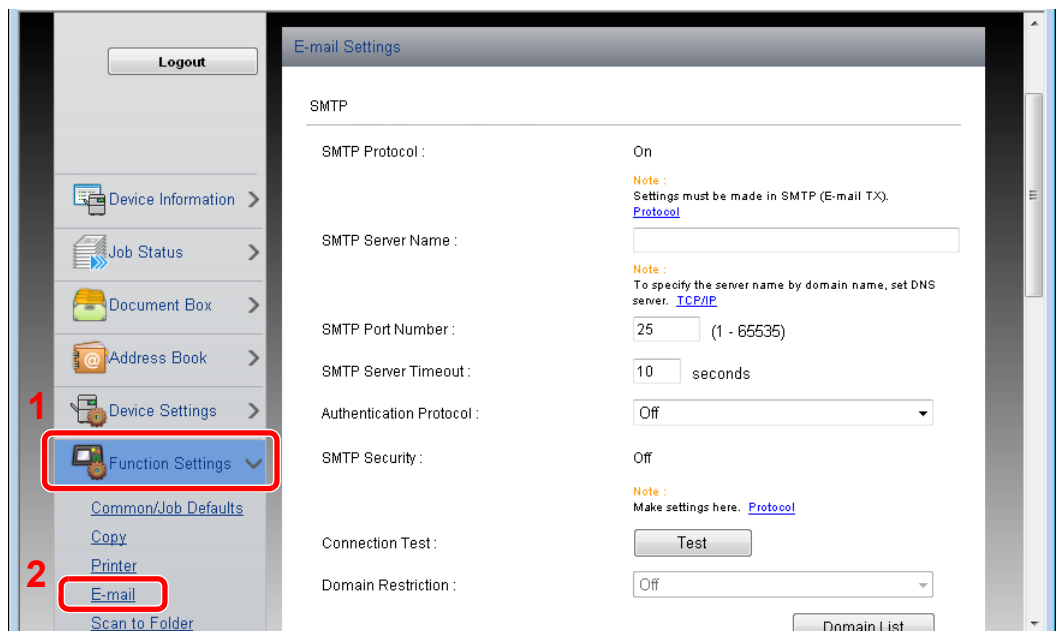 Logout
Device Information
Job Status
Document Box
Address Book
1
Device Settings
Function Settings
Common/Job Defaults
Copy
Printer
2
E-mail
Scan to Folder
E-mail Settings
SMTP
SMTP Protocol : On
Note :
Settings must be made in SMTP (E-mail TX).
Protocol
SMTP Server Name :
Note :
To specify the server name by domain name, set DNS
server. TCP/IP
SMTP Port Number : 25 (1 - 65535)
SMTP Server Timeout : 10 seconds
Authentication Protocol : Off
SMTP Security : Off
Note :
Make settings here. Protocol
Connection Test : Test
Domain Restriction : Off
Domain List